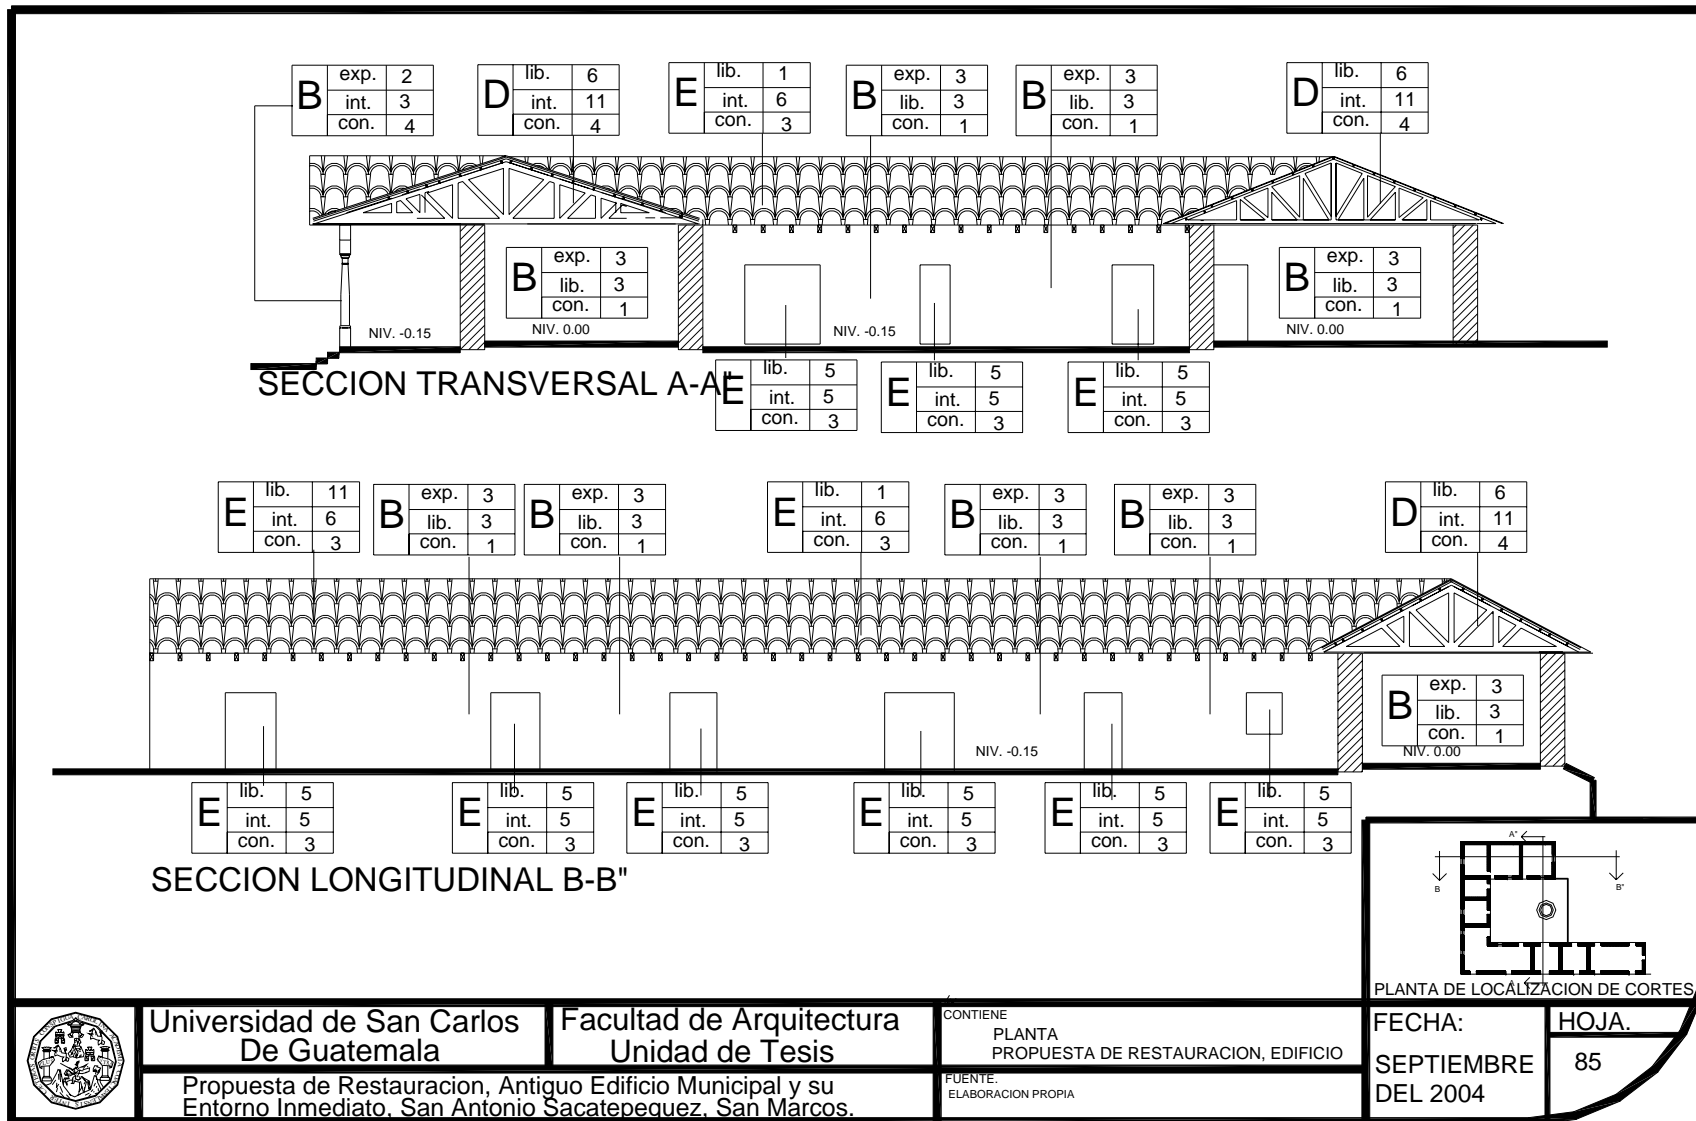 B exp. 2
int. 3
con. 4
D lib. 6
int. 11
con. 4
E lib. 1
int. 6
con. 3
B exp. 3
lib. 3
con. 1
B exp. 3
lib. 3
con. 1
D lib. 6
int. 11
con. 4
B exp. 3
lib. 3
con. 1
B exp. 3
lib. 3
con. 1
NIV. -0.15
NIV. 0.00
NIV. -0.15
NIV. 0.00
SECCION TRANSVERSAL A-A"
E lib. 5
int. 5
con. 3
E lib. 5
int. 5
con. 3
E lib. 5
int. 5
con. 3
E lib. 11
int. 6
con. 3
B exp. 3
lib. 3
con. 1
B exp. 3
lib. 3
con. 1
E lib. 1
int. 6
con. 3
B exp. 3
lib. 3
con. 1
B exp. 3
lib. 3
con. 1
D lib. 6
int. 11
con. 4
B exp. 3
lib. 3
con. 1
NIV. -0.15
NIV. 0.00
E lib. 5
int. 5
con. 3
E lib. 5
int. 5
con. 3
E lib. 5
int. 5
con. 3
E lib. 5
int. 5
con. 3
E lib. 5
int. 5
con. 3
E lib. 5
int. 5
con. 3
SECCION LONGITUDINAL B-B"
A"
B
B"
PLANTA DE LOCALIZACION DE CORTES
Universidad de San Carlos
De Guatemala
Facultad de Arquitectura
Unidad de Tesis
CONTIENE
PLANTA
PROPUESTA DE RESTAURACION, EDIFICIO
FECHA:
SEPTIEMBRE
DEL 2004
HOJA.
85
Propuesta de Restauracion, Antiguo Edificio Municipal y su
Entorno Inmediato, San Antonio Sacatepequez, San Marcos.
FUENTE.
ELABORACION PROPIA